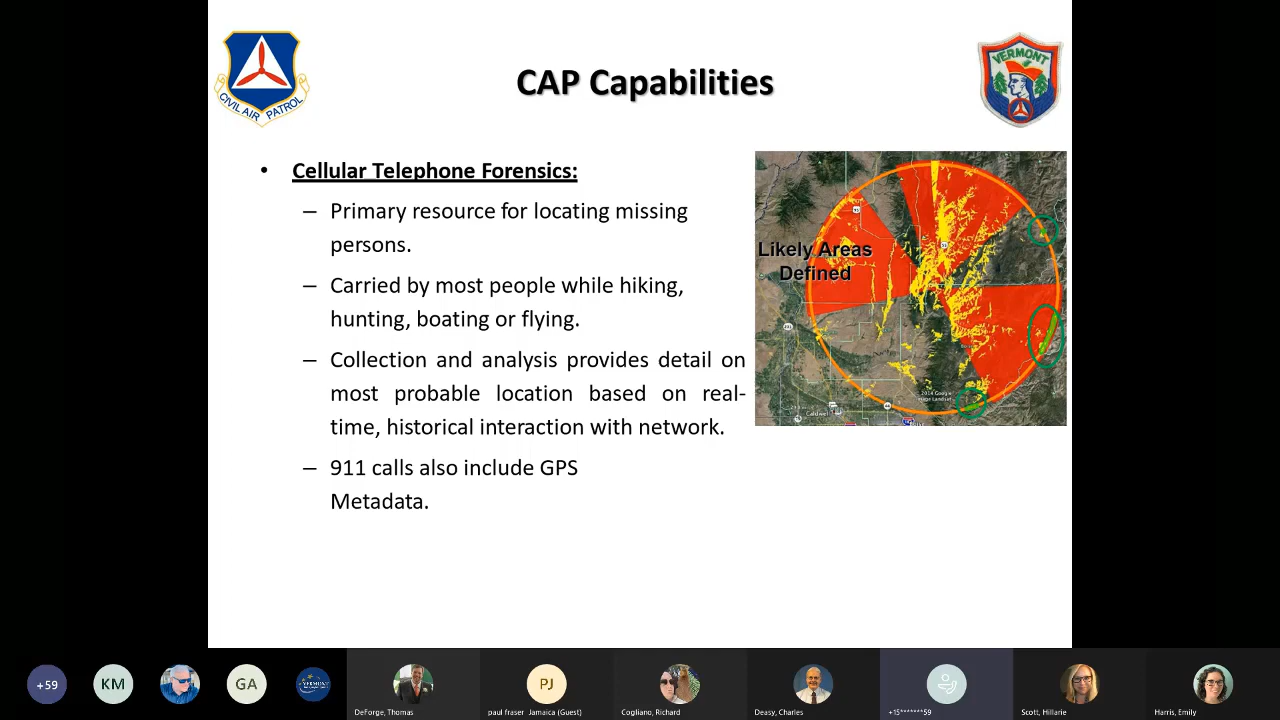 CAP Capabilities
CIVIL AIR PATROL
VERMONT
• Cellular Telephone Forensics:
– Primary resource for locating missing
persons.
– Carried by most people while hiking,
hunting, boating or flying.
– Collection and analysis provides detail on
most probable location based on real-
time, historical interaction with network.
– 911 calls also include GPS
Metadata.
Likely Areas
Defined
55
Caldwell
+59
KM
GA
VERMONT
PJ
DeForge, Thomas
paul fraser Jamaica (Guest)
Cogliano, Richard
Deasy, Charles
+15*******59
Scott, Hillarie
Harris, Emily